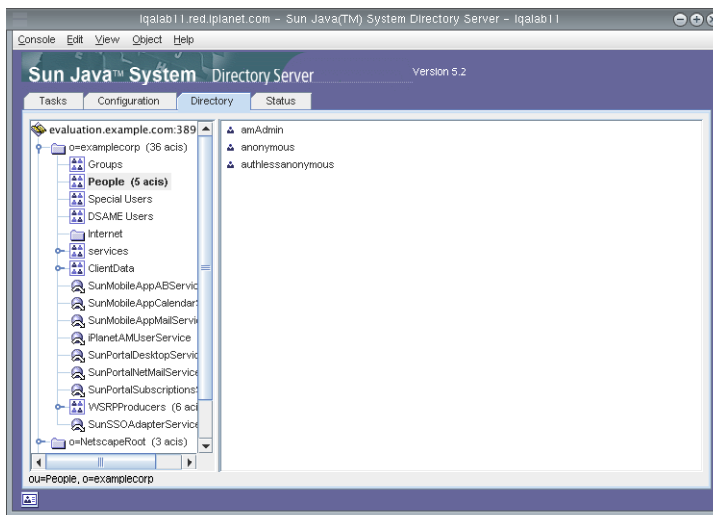 lqalab11.red.iplanet.com - Sun Java(TM) System Directory Server - lqalab11
Console Edit View Object Help
Sun Java™ System Directory Server Version 5.2
Tasks Configuration Directory Status
evaluation.example.com:389
o=examplecorp (36 acis)
Groups
People (5 acis)
Special Users
DSAME Users
Internet
services
ClientData
SunMobileAppABServic
SunMobileAppCalendar
SunMobileAppMailServi
iPlanetAMUserService
SunPortalDesktopServic
SunPortalNetMailService
SunPortalSubscriptions
WSRPProducers (6 aci
SunSSOAdapterService
o=NetscapeRoot (3 acis)
amAdmin
anonymous
authlessanonymous
ou=People, o=examplecorp